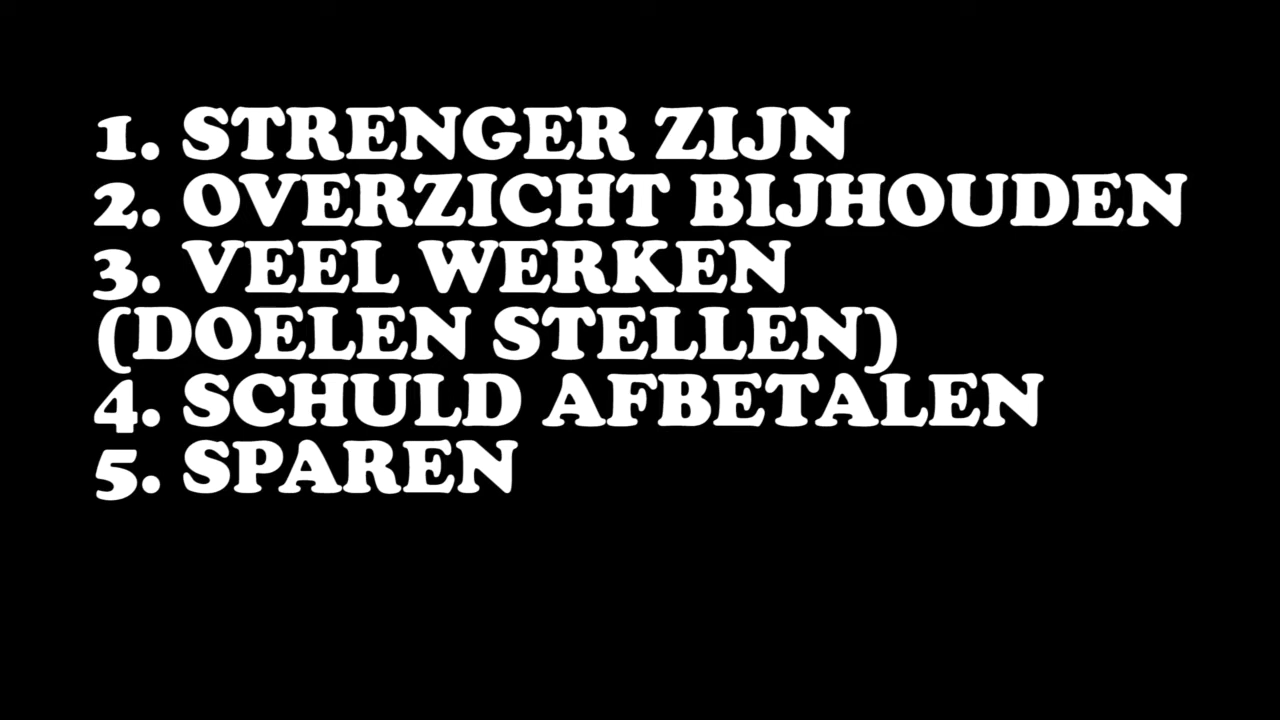 1. STRENGER ZIJN
2. OVERZICHT BIJHOUDEN
3. VEEL WERKEN
(DOELEN STELLEN)
4. SCHULD AFBETALEN
5. SPAREN